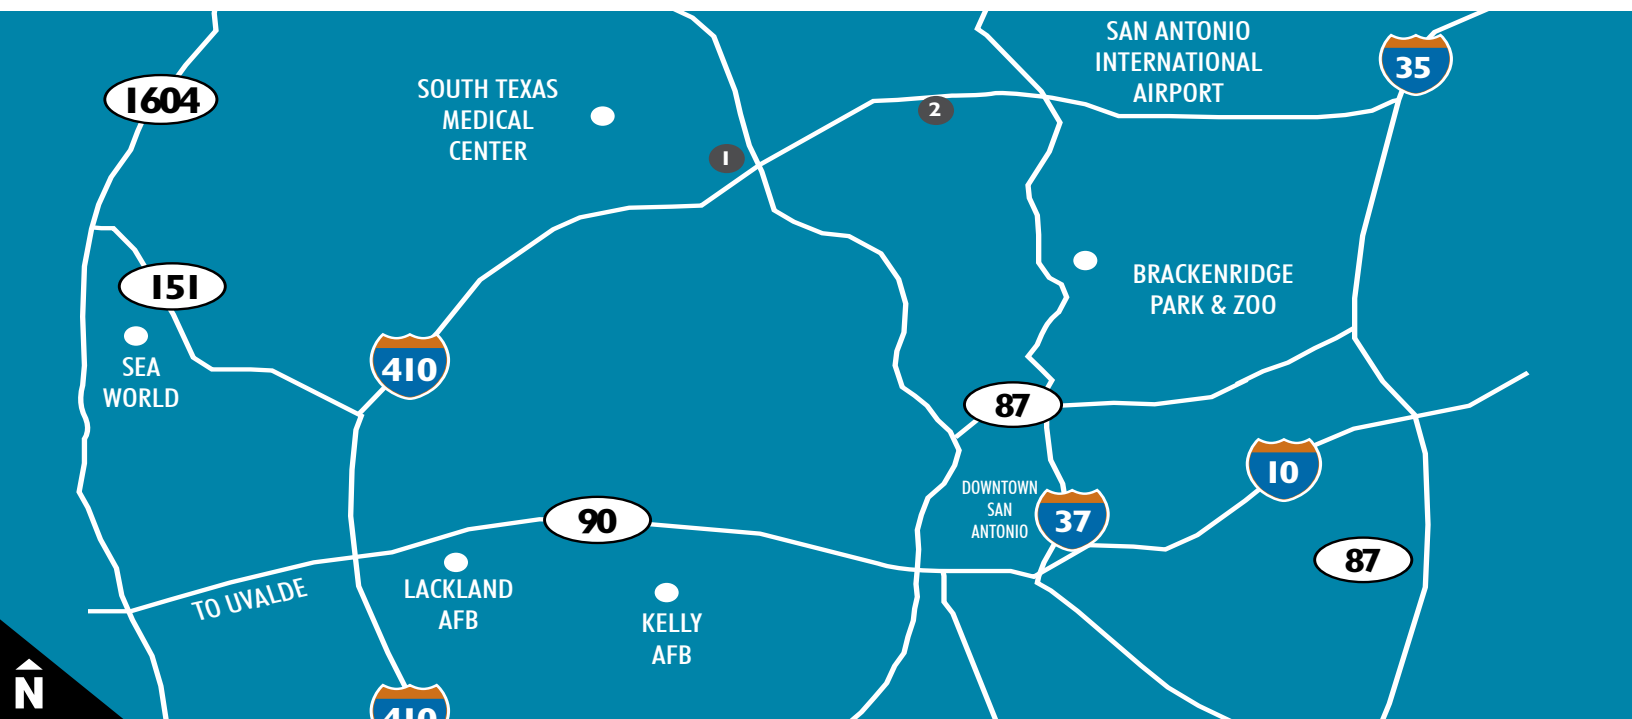 SAN ANTONIO
INTERNATIONAL
AIRPORT
35
1604
SOUTH TEXAS
MEDICAL
CENTER
2
1
151
BRACKENRIDGE
PARK & ZOO
SEA
WORLD
410
87
10
DOWNTOWN
SAN
ANTONIO
37
90
87
TO UVALDE
LACKLAND
AFB
KELLY
AFB
N
410